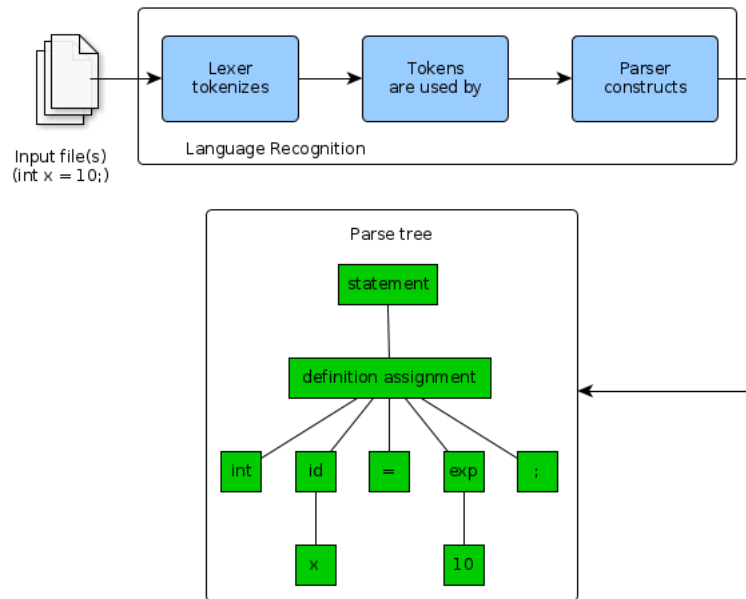 Lexer
tokenizes
Tokens
are used by
Parser
constructs
Language Recognition
Input file(s)
(int x = 10;)
Parse tree
statement
definition assignment
int
id
=
exp
;
x
10